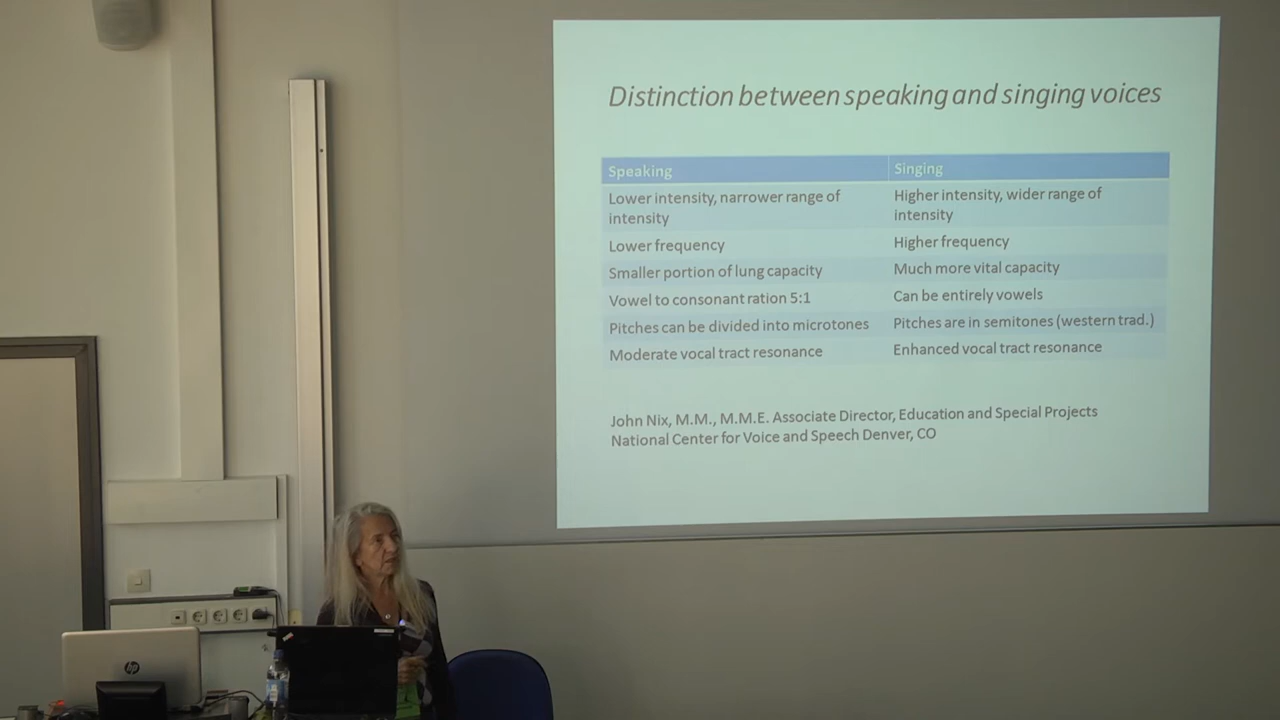 Distinction between speaking and singing voices
Speaking
Singing
Lower intensity, narrower range of
intensity
Higher intensity, wider range of
intensity
Lower frequency
Higher frequency
Smaller portion of lung capacity
Much more vital capacity
Vowel to consonant ration 5:1
Can be entirely vowels
Pitches can be divided into microtones
Pitches are in semitones (western trad.)
Moderate vocal tract resonance
Enhanced vocal tract resonance
John Nix, M.M., M.M.E. Associate Director, Education and Special Projects
National Center for Voice and Speech Denver, CO
hp